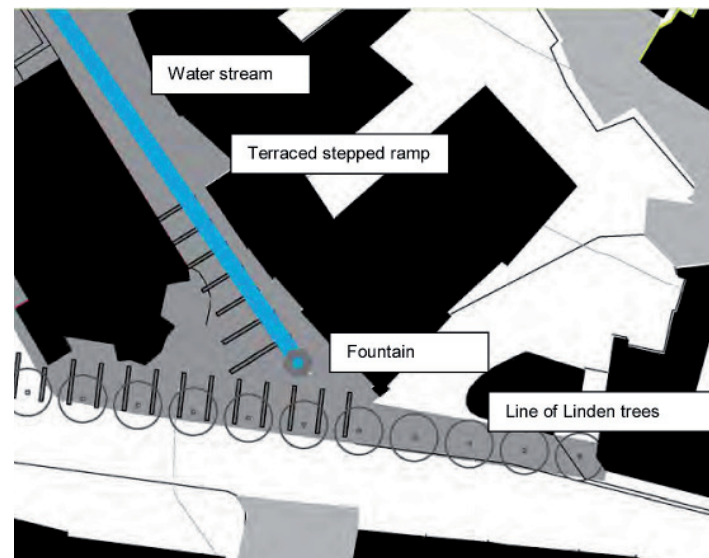 Water stream
Terraced stepped ramp
Fountain
Line of Linden trees